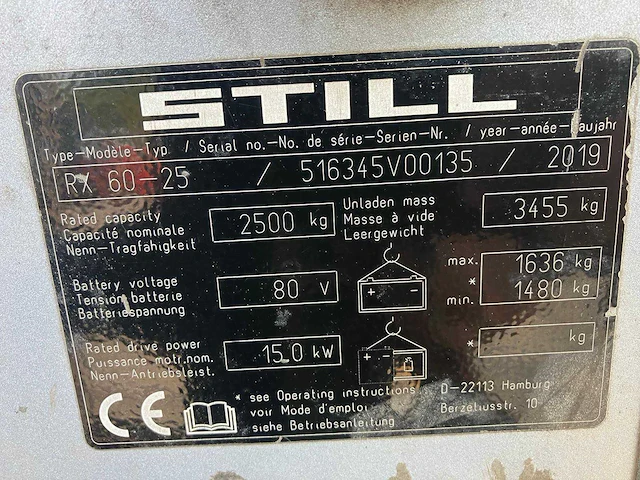 STILL
Type-Modèle-Typ / Serial no.-No. de série-Serien-Nr. / year-année-Baujahr
RX 60-25 / 516345V00135 / 2019
Rated capacity
Capacité nominale
Nenn-Tragfähigkeit
2500 kg
Unladen mass
Masse à vide
Leergewicht
3455 kg
Battery voltage
Tension batterie
Batteriespannung
80 V
+ -
max. 1636 kg
*
min. 1480 kg
Rated drive power
Puissance motr.nom.
Nenn-Antriebsleist.
15.0 kW
+ -
* kg
CE
* see Operating instructions
voir Mode d'emploi
siehe Betriebsanleitung
D-22113 Hamburg
Berzeliusstr. 10